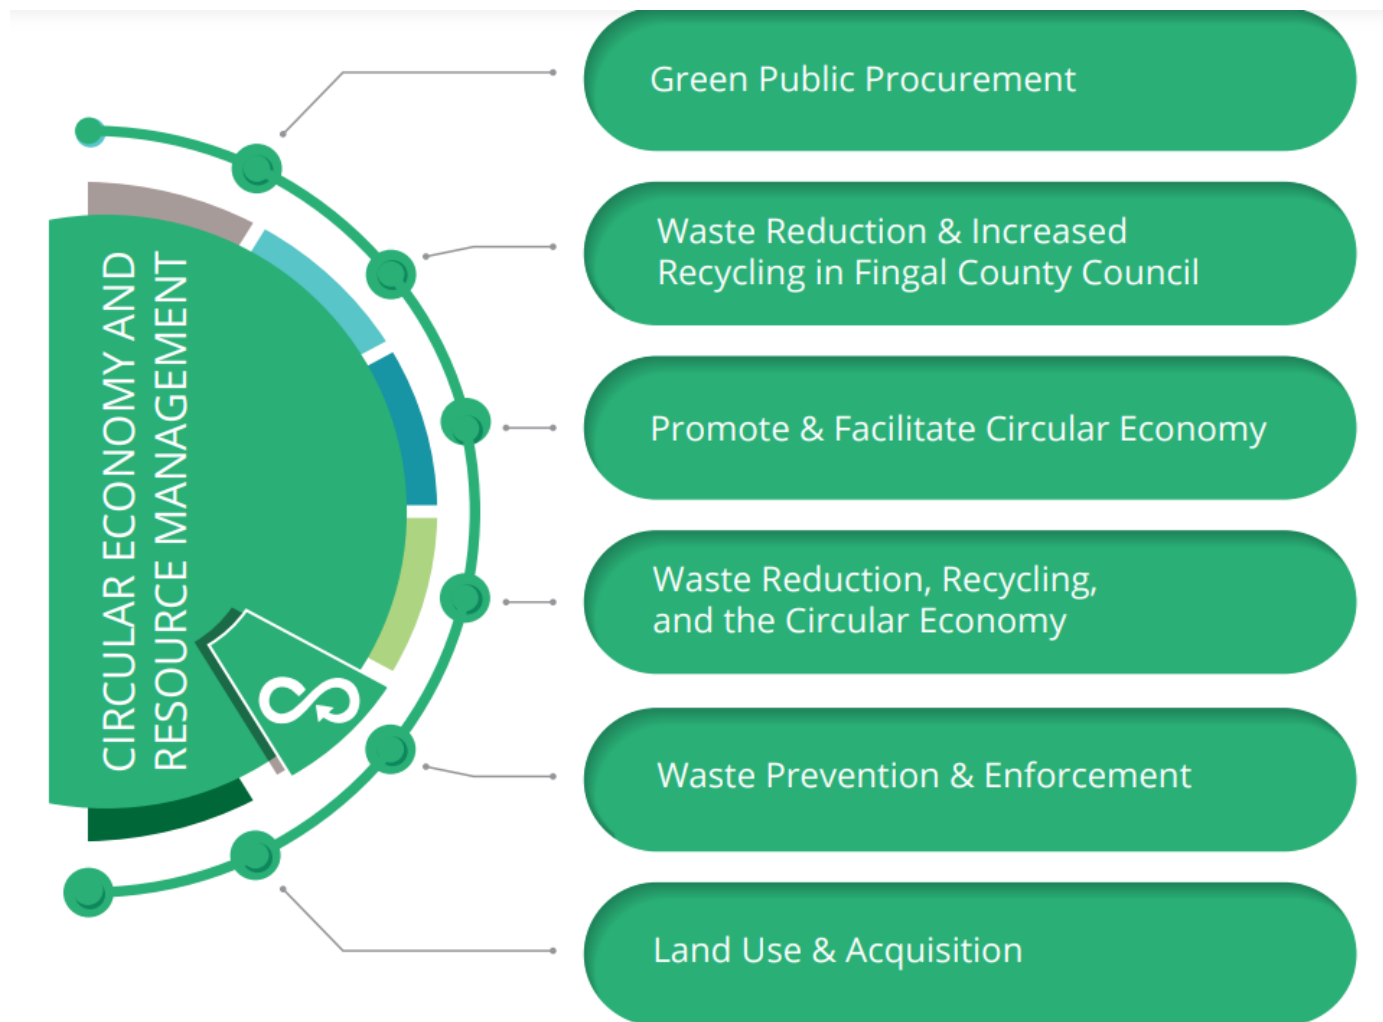 CIRCULAR ECONOMY AND
RESOURCE MANAGEMENT
Green Public Procurement
Waste Reduction & Increased
Recycling in Fingal County Council
Promote & Facilitate Circular Economy
Waste Reduction, Recycling,
and the Circular Economy
Waste Prevention & Enforcement
Land Use & Acquisition